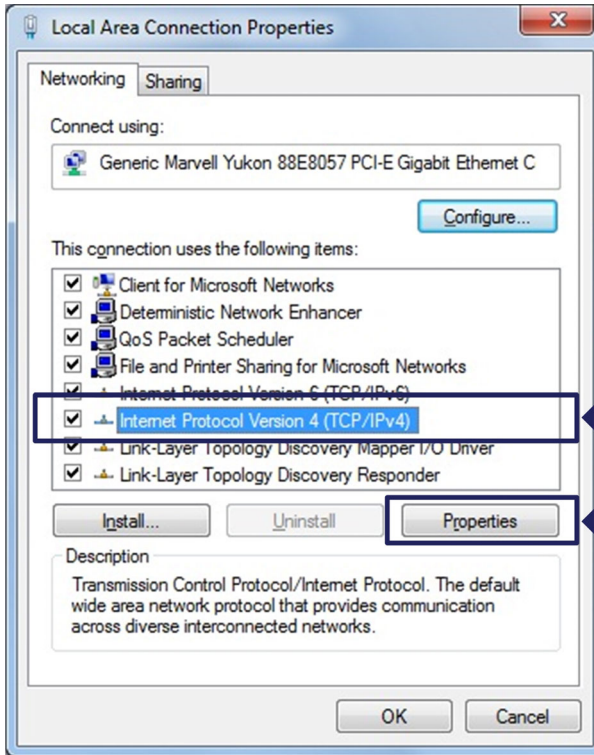 Local Area Connection Properties
Networking
Sharing
Connect using:
Generic Marvell Yukon 88E8057 PCI-E Gigabit Ethernet C
Configure...
This connection uses the following items:
Client for Microsoft Networks
Deterministic Network Enhancer
QoS Packet Scheduler
File and Printer Sharing for Microsoft Networks
Internet Protocol Version 6 (TCP/IPv6)
Internet Protocol Version 4 (TCP/IPv4)
Link-Layer Topology Discovery Mapper I/O Driver
Link-Layer Topology Discovery Responder
Install...
Uninstall
Properties
Description
Transmission Control Protocol/Internet Protocol. The default
wide area network protocol that provides communication
across diverse interconnected networks.
OK
Cancel